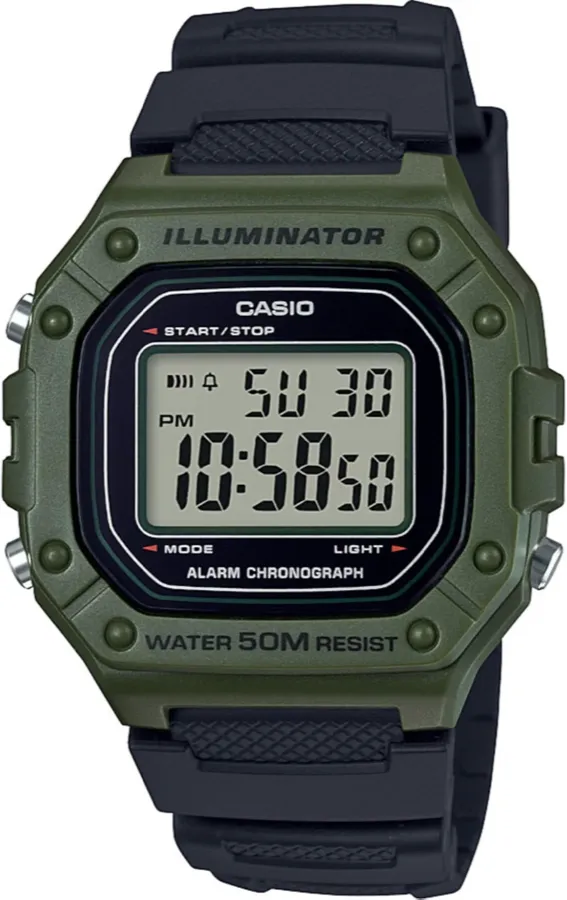 ILLUMINATOR
CASIO
START/STOP
SU 30
PM
10:58 50
MODE LIGHT
ALARM CHRONOGRAPH
WATER 50M RESIST